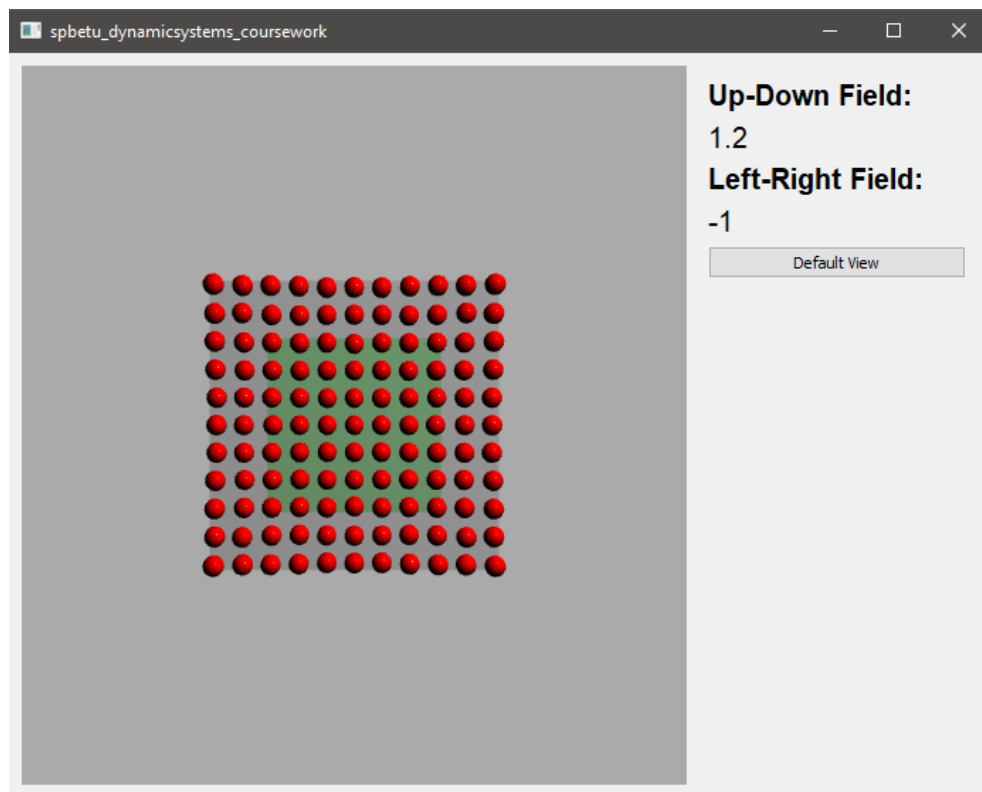 spbetu_dynamicsystems_coursework
Up-Down Field:
1.2
Left-Right Field:
-1
Default View